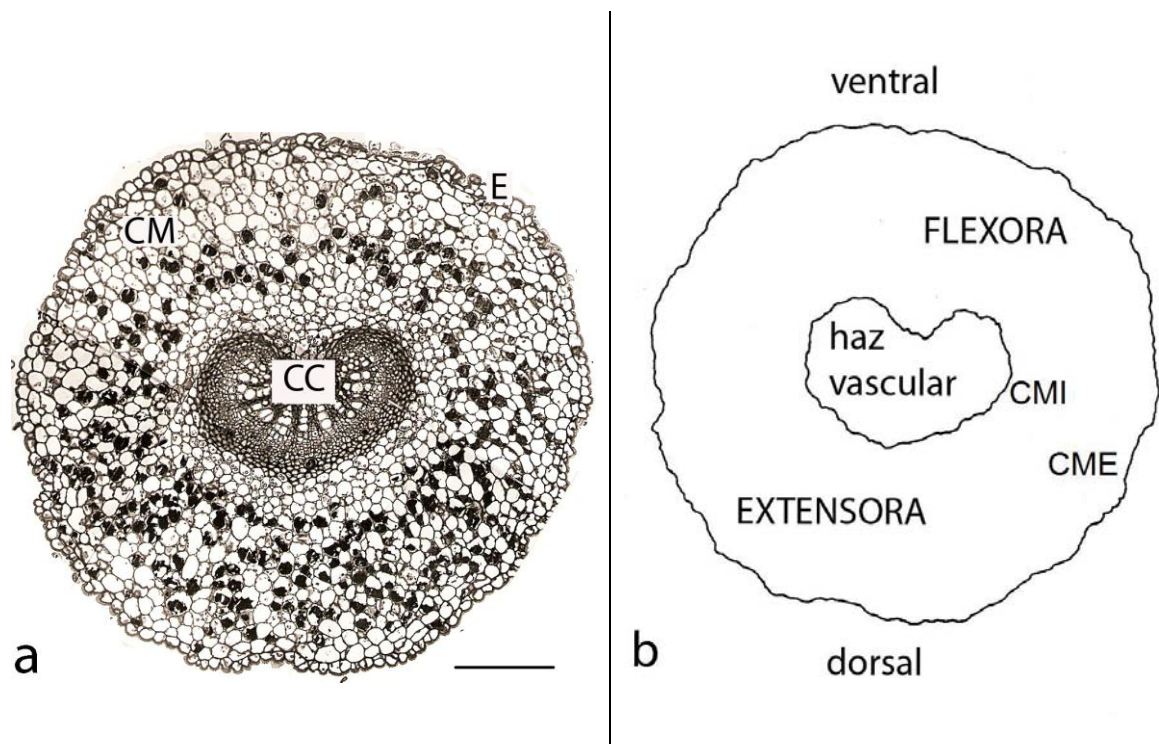 E
CM
CC
a
ventral
FLEXORA
haz
vascular
CMI
CME
EXTENSORA
b
dorsal